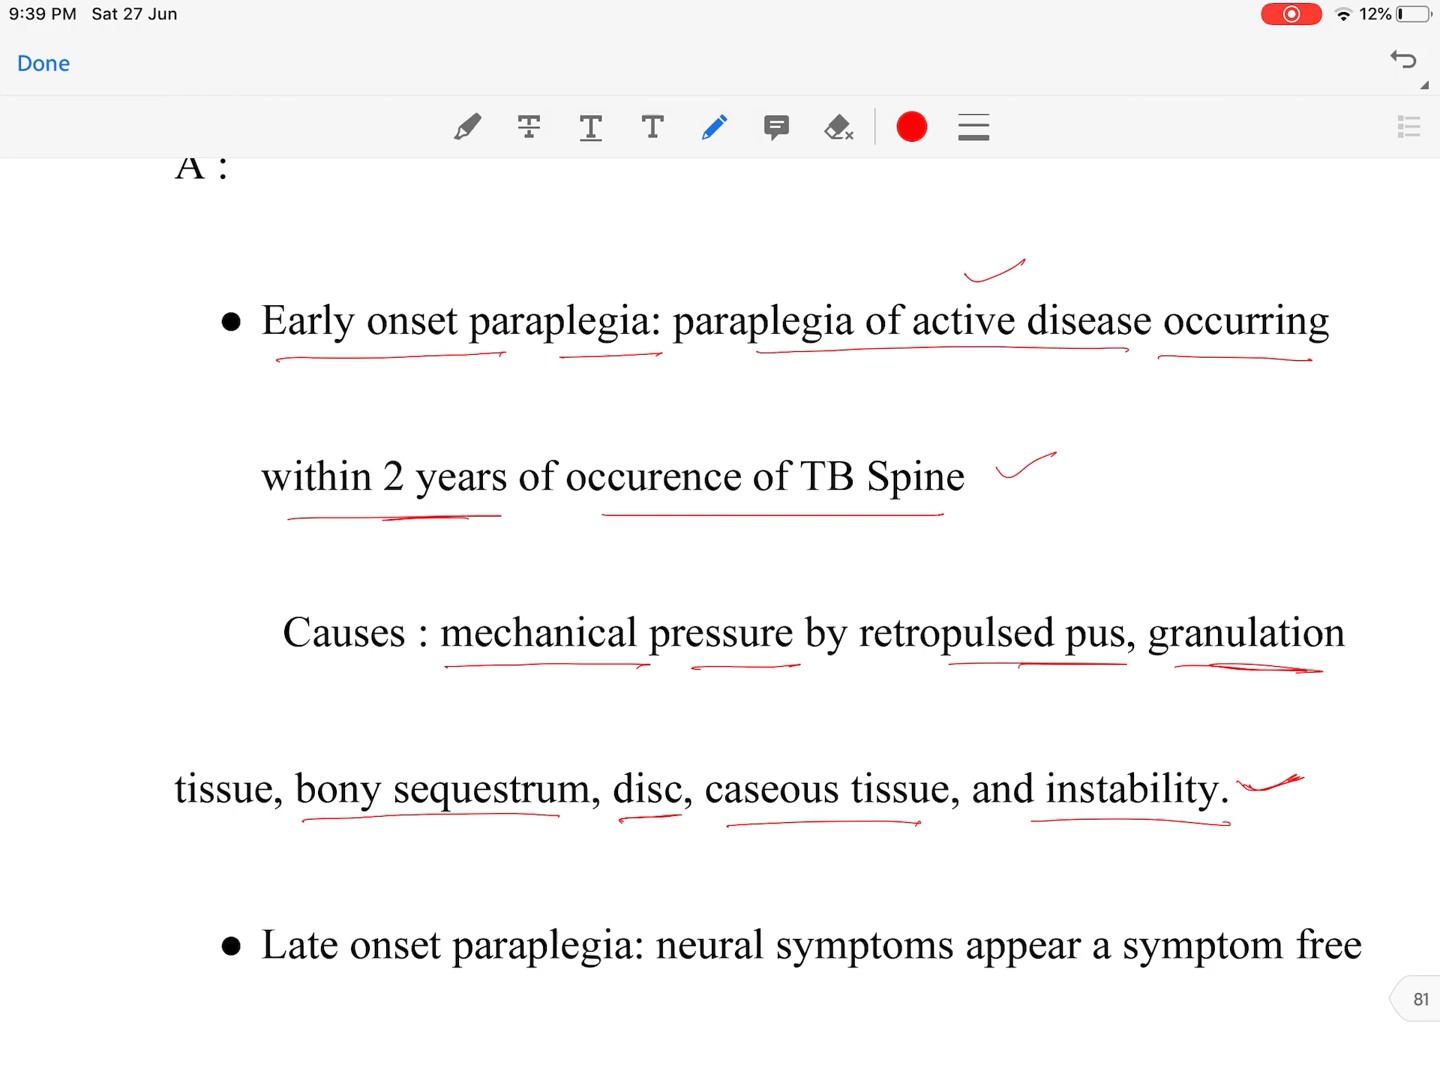 9:39 PM Sat 27 Jun 12%
Done
T T T
A :
● Early onset paraplegia: paraplegia of active disease occurring
within 2 years of occurence of TB Spine
Causes : mechanical pressure by retropulsed pus, granulation
tissue, bony sequestrum, disc, caseous tissue, and instability.
● Late onset paraplegia: neural symptoms appear a symptom free
81